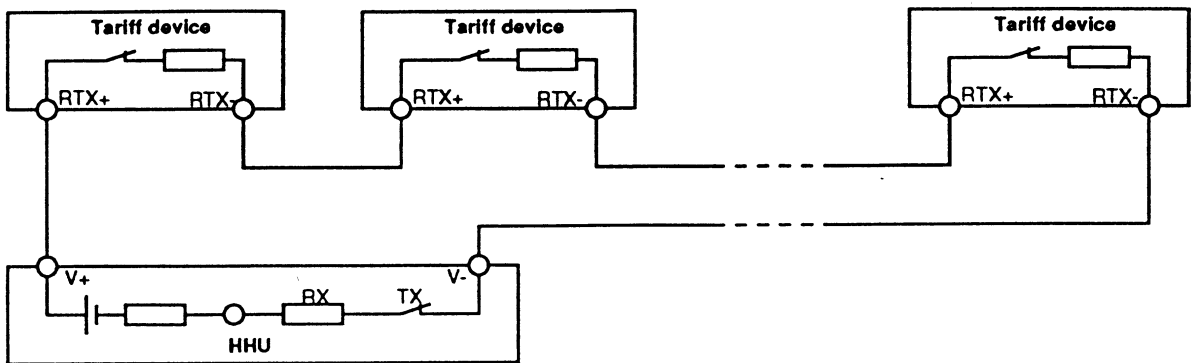 Tariff device
Tariff device
Tariff device
RTX+ RTX-
RTX+ RTX-
RTX+ RTX-
V+ V-
RX TX
HHU